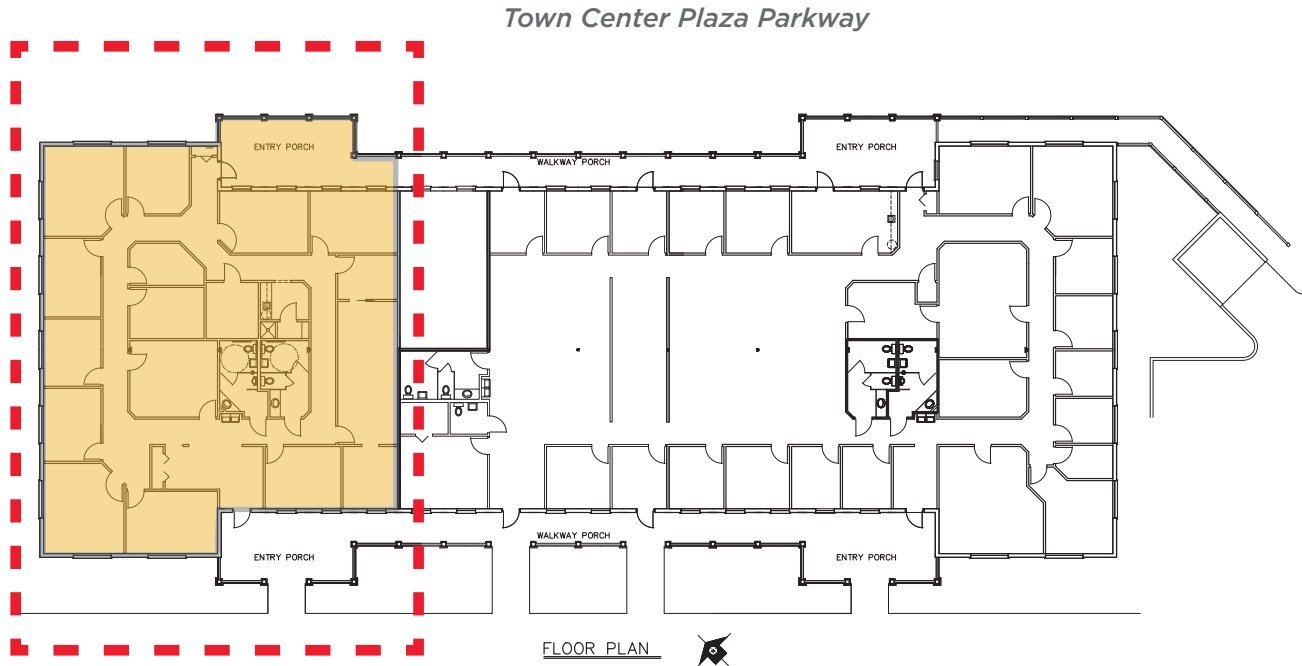 Town Center Plaza Parkway
ENTRY PORCH
WALKWAY PORCH
ENTRY PORCH
ENTRY PORCH
WALKWAY PORCH
ENTRY PORCH
FLOOR PLAN